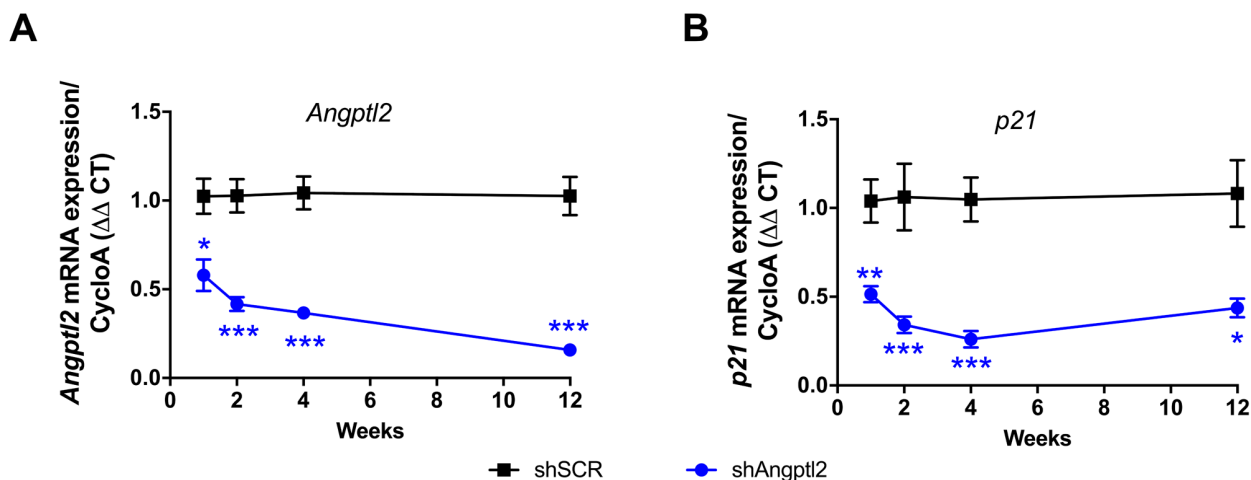 A
B
Angptl2 mRNA expression/
CycloA (ΔΔ CT)
Angptl2
1.5
1.0
0.5
0.0
*
***
***
***
0 2 4 6 8 10 12
Weeks
p21 mRNA expression/
CycloA (ΔΔ CT)
p21
1.5
1.0
0.5
0.0
**
***
***
*
0 2 4 6 8 10 12
Weeks
shSCR
shAngptl2